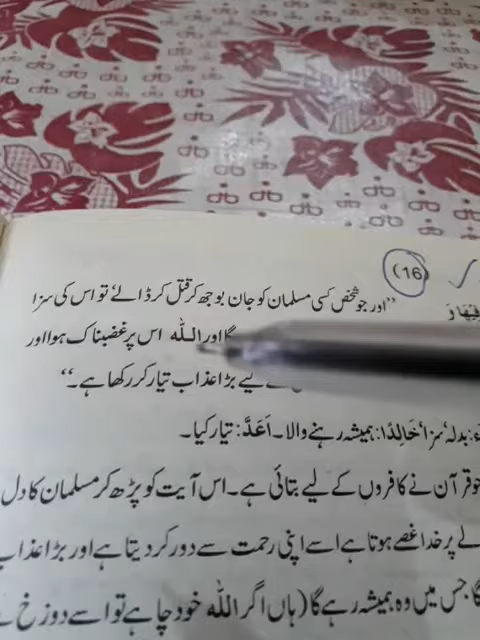 (16)
"اور جو شخص کسی مسلمان کو جان بوجھ کر قتل کر ڈالے' تو اس کی سزا
فِيْهَا وَ
اور اللہ اس پر غضبناک ہوا اور
لیے بڑا عذاب تیار کر رکھا ہے۔"
بدلہ' سزا' خَالِدًا: ہمیشہ رہنے والا۔ اَعَدَّ: تیار کیا۔
جو قرآن نے کافروں کے لیے بتائی ہے۔ اس آیت کو پڑھ کر مسلمان کا دل
پر خدا غصے ہوتا ہے اسے اپنی رحمت سے دور کر دیتا ہے اور بڑا عذاب
گا جس میں وہ ہمیشہ رہے گا (ہاں اگر اللہ خود چاہے تو اسے دوزخ